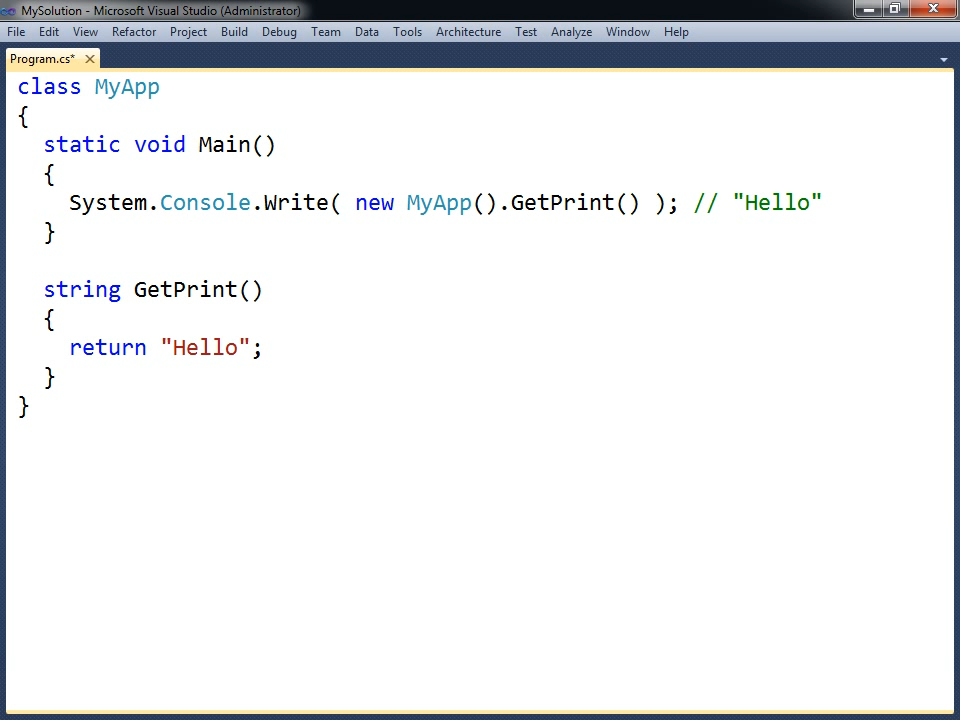 MySolution - Microsoft Visual Studio (Administrator)
File Edit View Refactor Project Build Debug Team Data Tools Architecture Test Analyze Window Help
Program.cs*
class MyApp
{
  static void Main()
  {
    System.Console.Write( new MyApp().GetPrint() ); // "Hello"
  }
  string GetPrint()
  {
    return "Hello";
  }
}